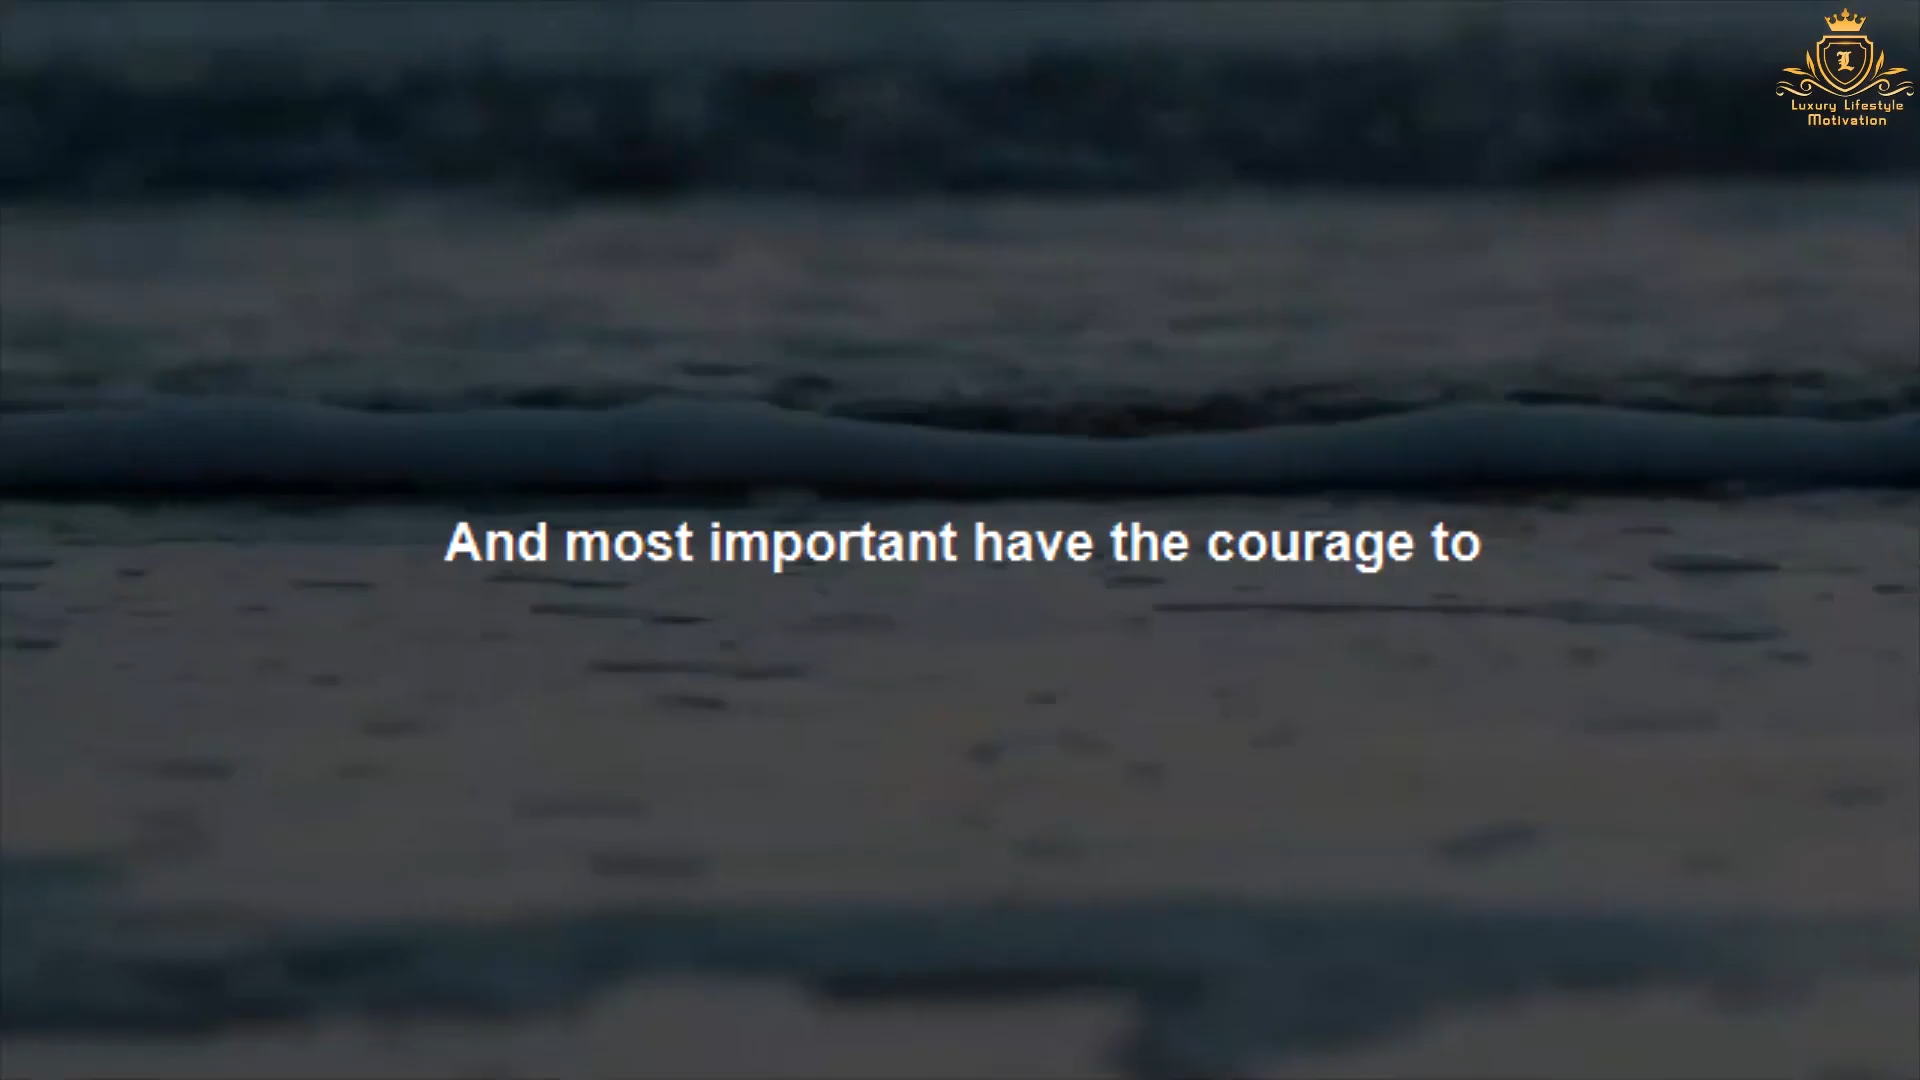 L
Luxury Lifestyle
Motivation
And most important have the courage to